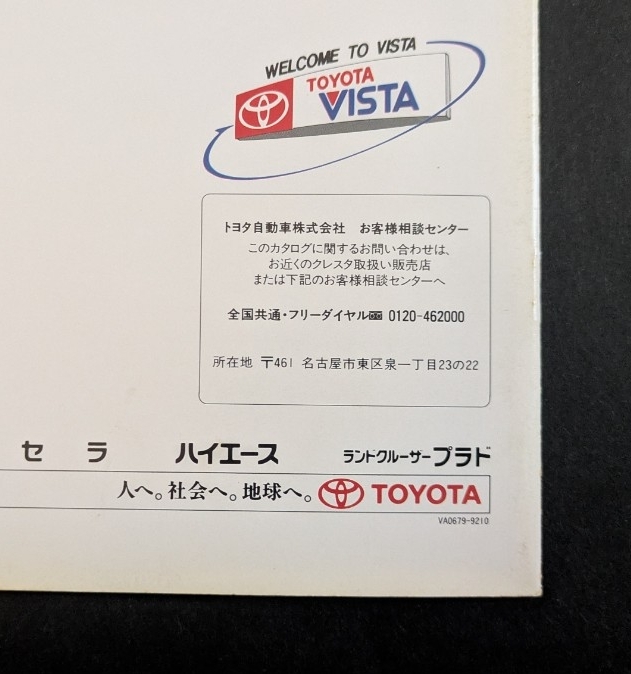 WELCOME TO VISTA
TOYOTA
VISTA
トヨタ自動車株式会社 お客様相談センター
このカタログに関するお問い合わせは、
お近くのクレスタ取扱い販売店
または下記のお客様相談センターへ
全国共通・フリーダイヤル 0120-462000
所在地 〒461 名古屋市東区泉一丁目23の22
セラ ハイエース ランドクルーザープラド
人へ。社会へ。地球へ。 TOYOTA
VA0679-9210